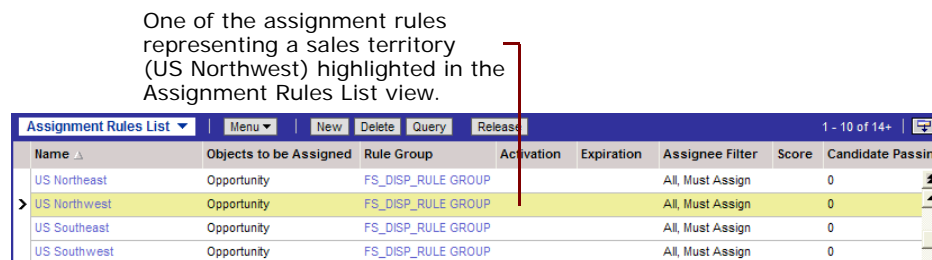 One of the assignment rules
representing a sales territory
(US Northwest) highlighted in the
Assignment Rules List view.
Assignment Rules List Menu New Delete Query Release 1 - 10 of 14+
Name Objects to be Assigned Rule Group Activation Expiration Assignee Filter Score Candidate Passin
US Northeast Opportunity FS_DISP_RULE GROUP All, Must Assign 0
US Northwest Opportunity FS_DISP_RULE GROUP All, Must Assign 0
US Southeast Opportunity FS_DISP_RULE GROUP All, Must Assign 0
US Southwest Opportunity FS_DISP_RULE GROUP All, Must Assign 0